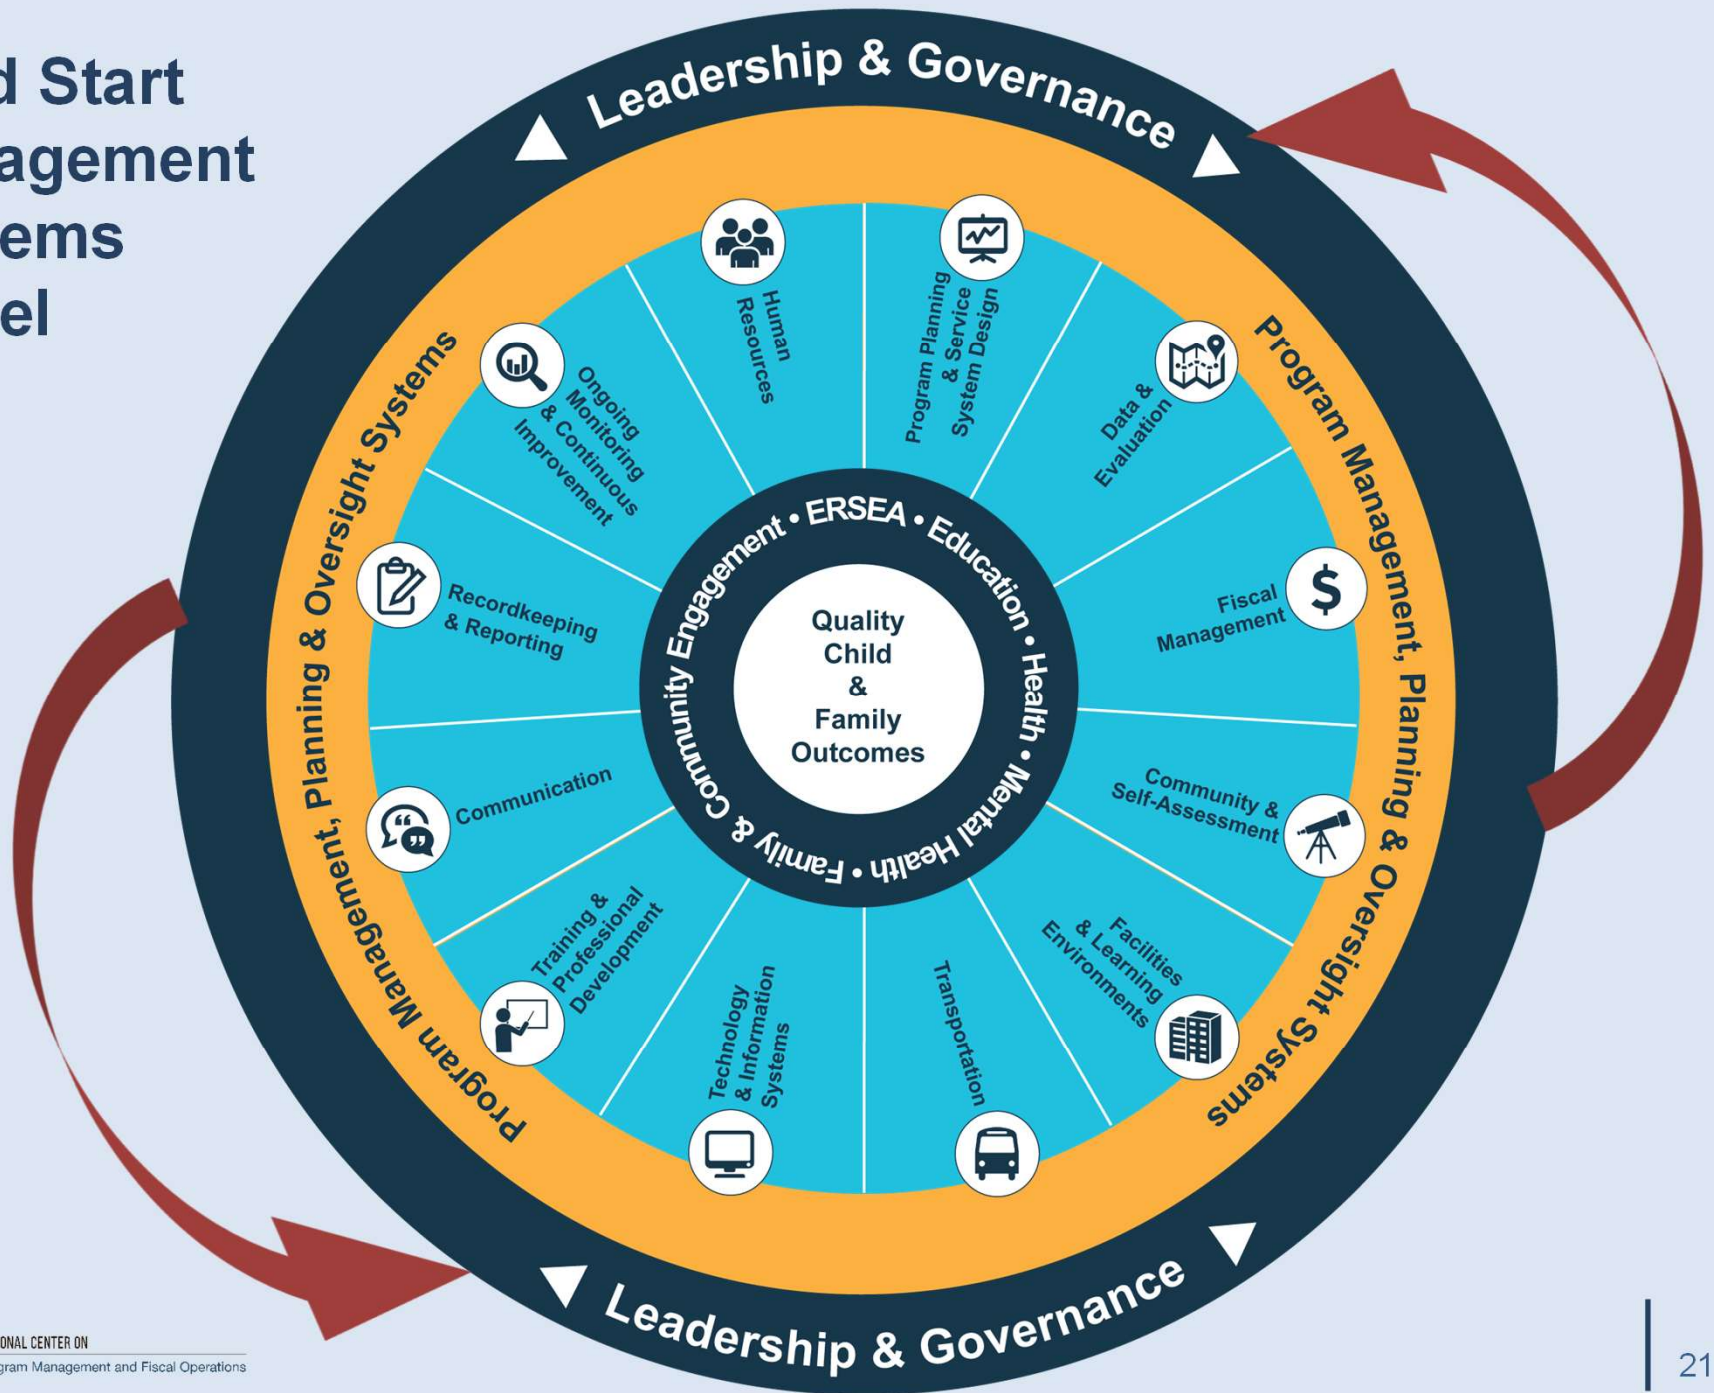 d Start
agement
ems
el
Leadership & Governance
Program Management, Planning & Oversight Systems
Program Management, Planning & Oversight Systems
Human
Resources
Program Planning
& Service
System Design
Data &
Evaluation
Fiscal
Management
$
Community &
Self-Assessment
Facilities
& Learning
Environments
Transportation
Technology
& Information
Systems
Training &
Professional
Development
Communication
Recordkeeping
& Reporting
Ongoing
Monitoring
& Continuous
Improvement
ERSEA • Education • Health • Mental Health • Family & Community Engagement •
Quality
Child
&
Family
Outcomes
Leadership & Governance
ONAL CENTER ON
gram Management and Fiscal Operations
21